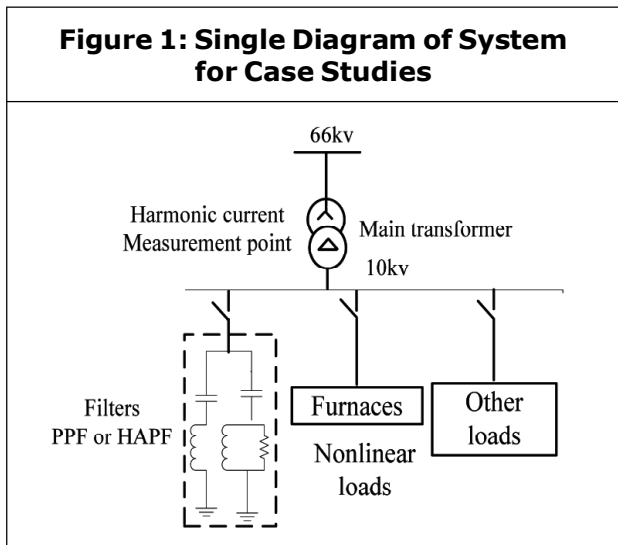 Figure 1: Single Diagram of System
for Case Studies
66kv
Harmonic current
Measurement point
Main transformer
10kv
Filters
PPF or HAPF
Furnaces
Nonlinear
loads
Other
loads